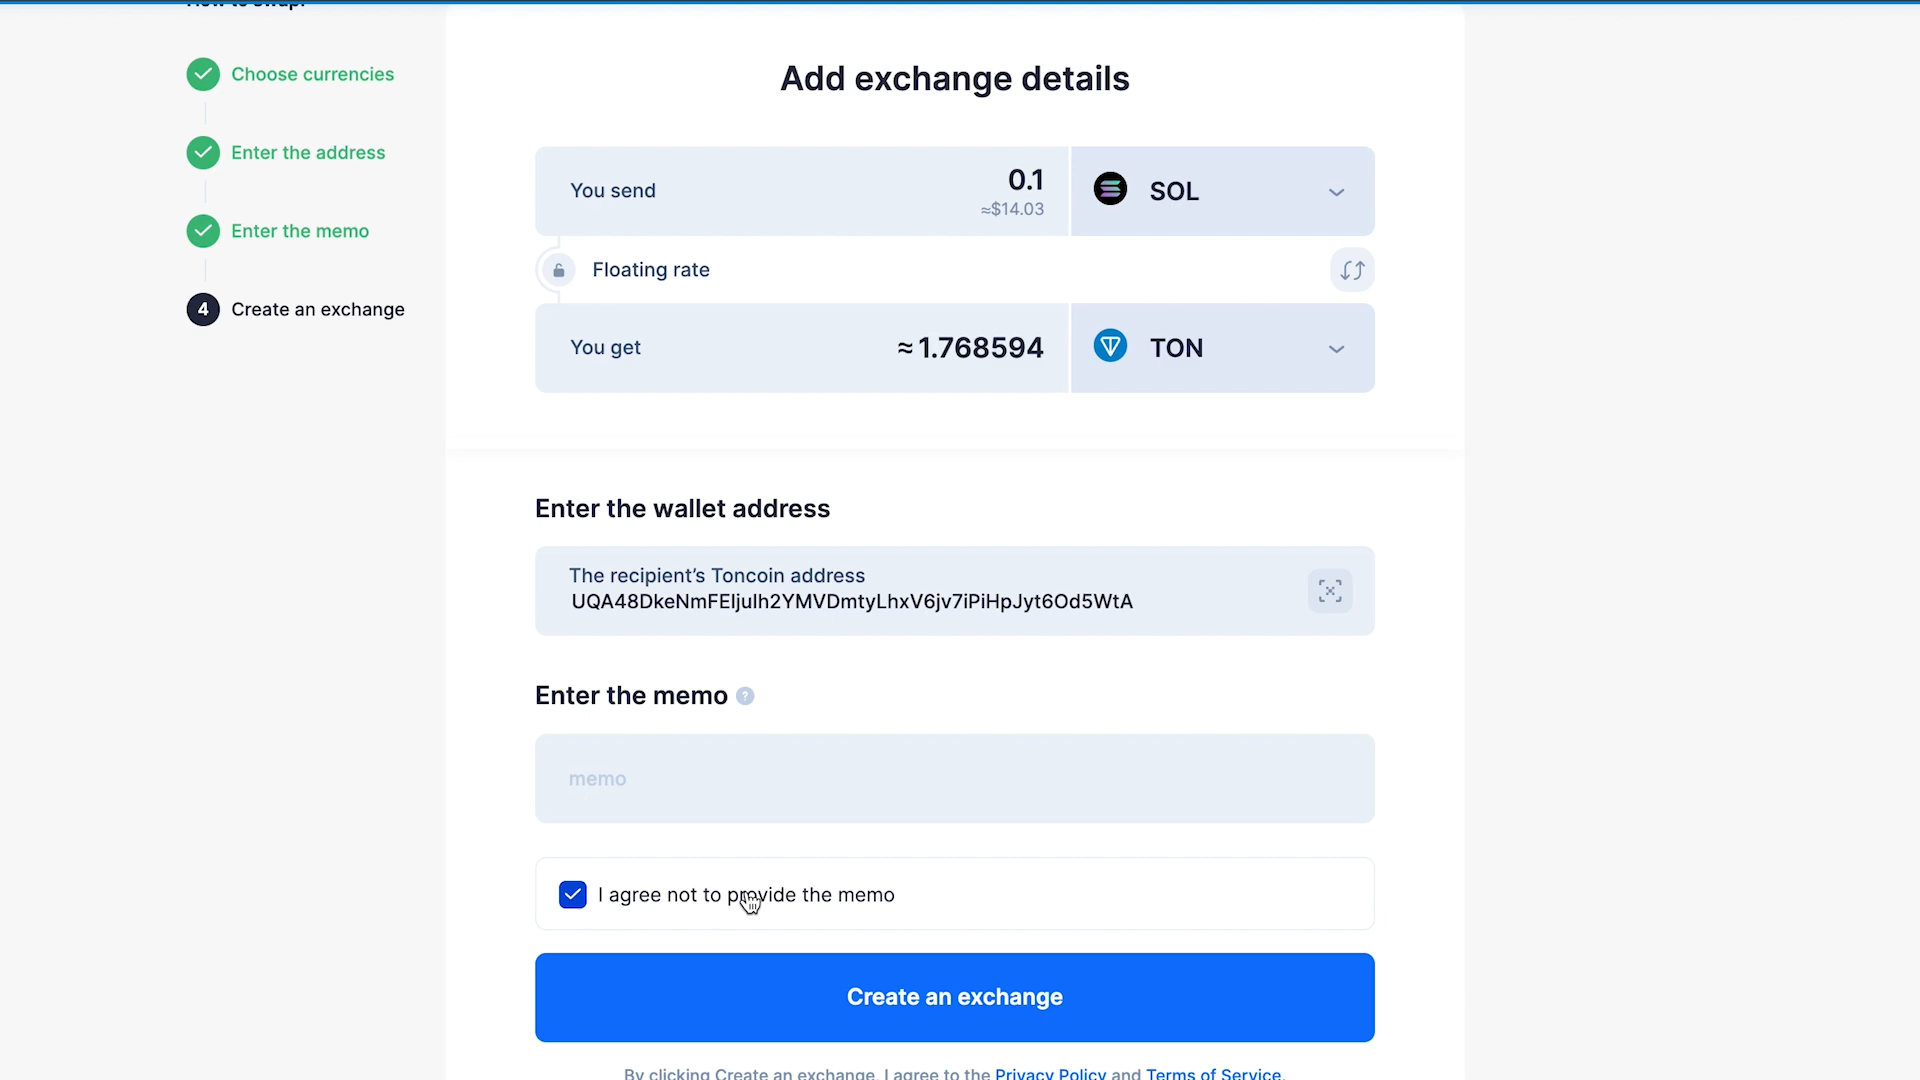 How to swap?
Choose currencies
Enter the address
Enter the memo
4 Create an exchange
Add exchange details
You send 0.1 SOL
≈$14.03
Floating rate
You get ≈1.768594 TON
Enter the wallet address
The recipient's Toncoin address
UQA48DkeNmFEljulh2YMVDmtyLhxV6jv7iPiHpJyt6Od5WtA
Enter the memo ?
memo
I agree not to provide the memo
Create an exchange
By clicking Create an exchange, I agree to the Privacy Policy and Terms of Service.